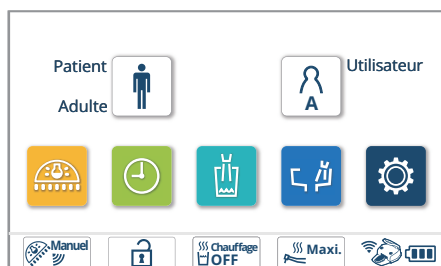 Patient
Adulte
Utilisateur
A
Manuel
Chauffage
OFF
Maxi.